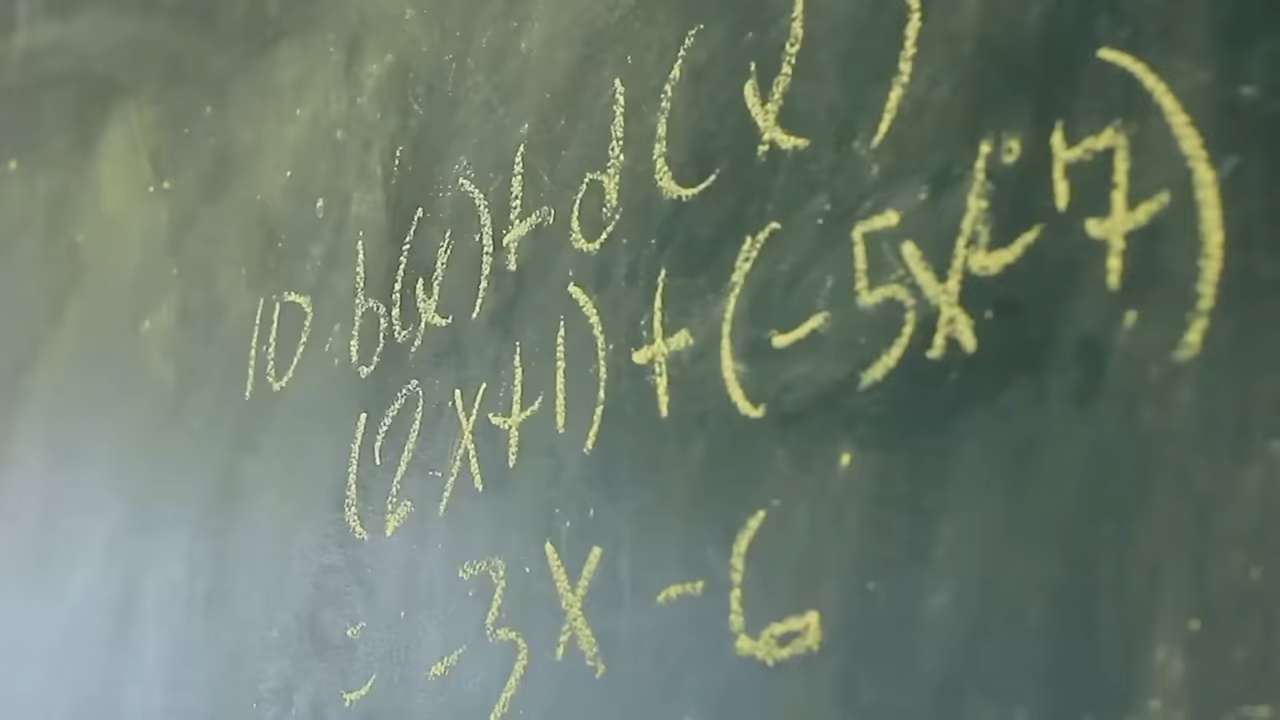 10. b(x) + d(x)
(2x+1) + (-5x-7)
= -3x - 6